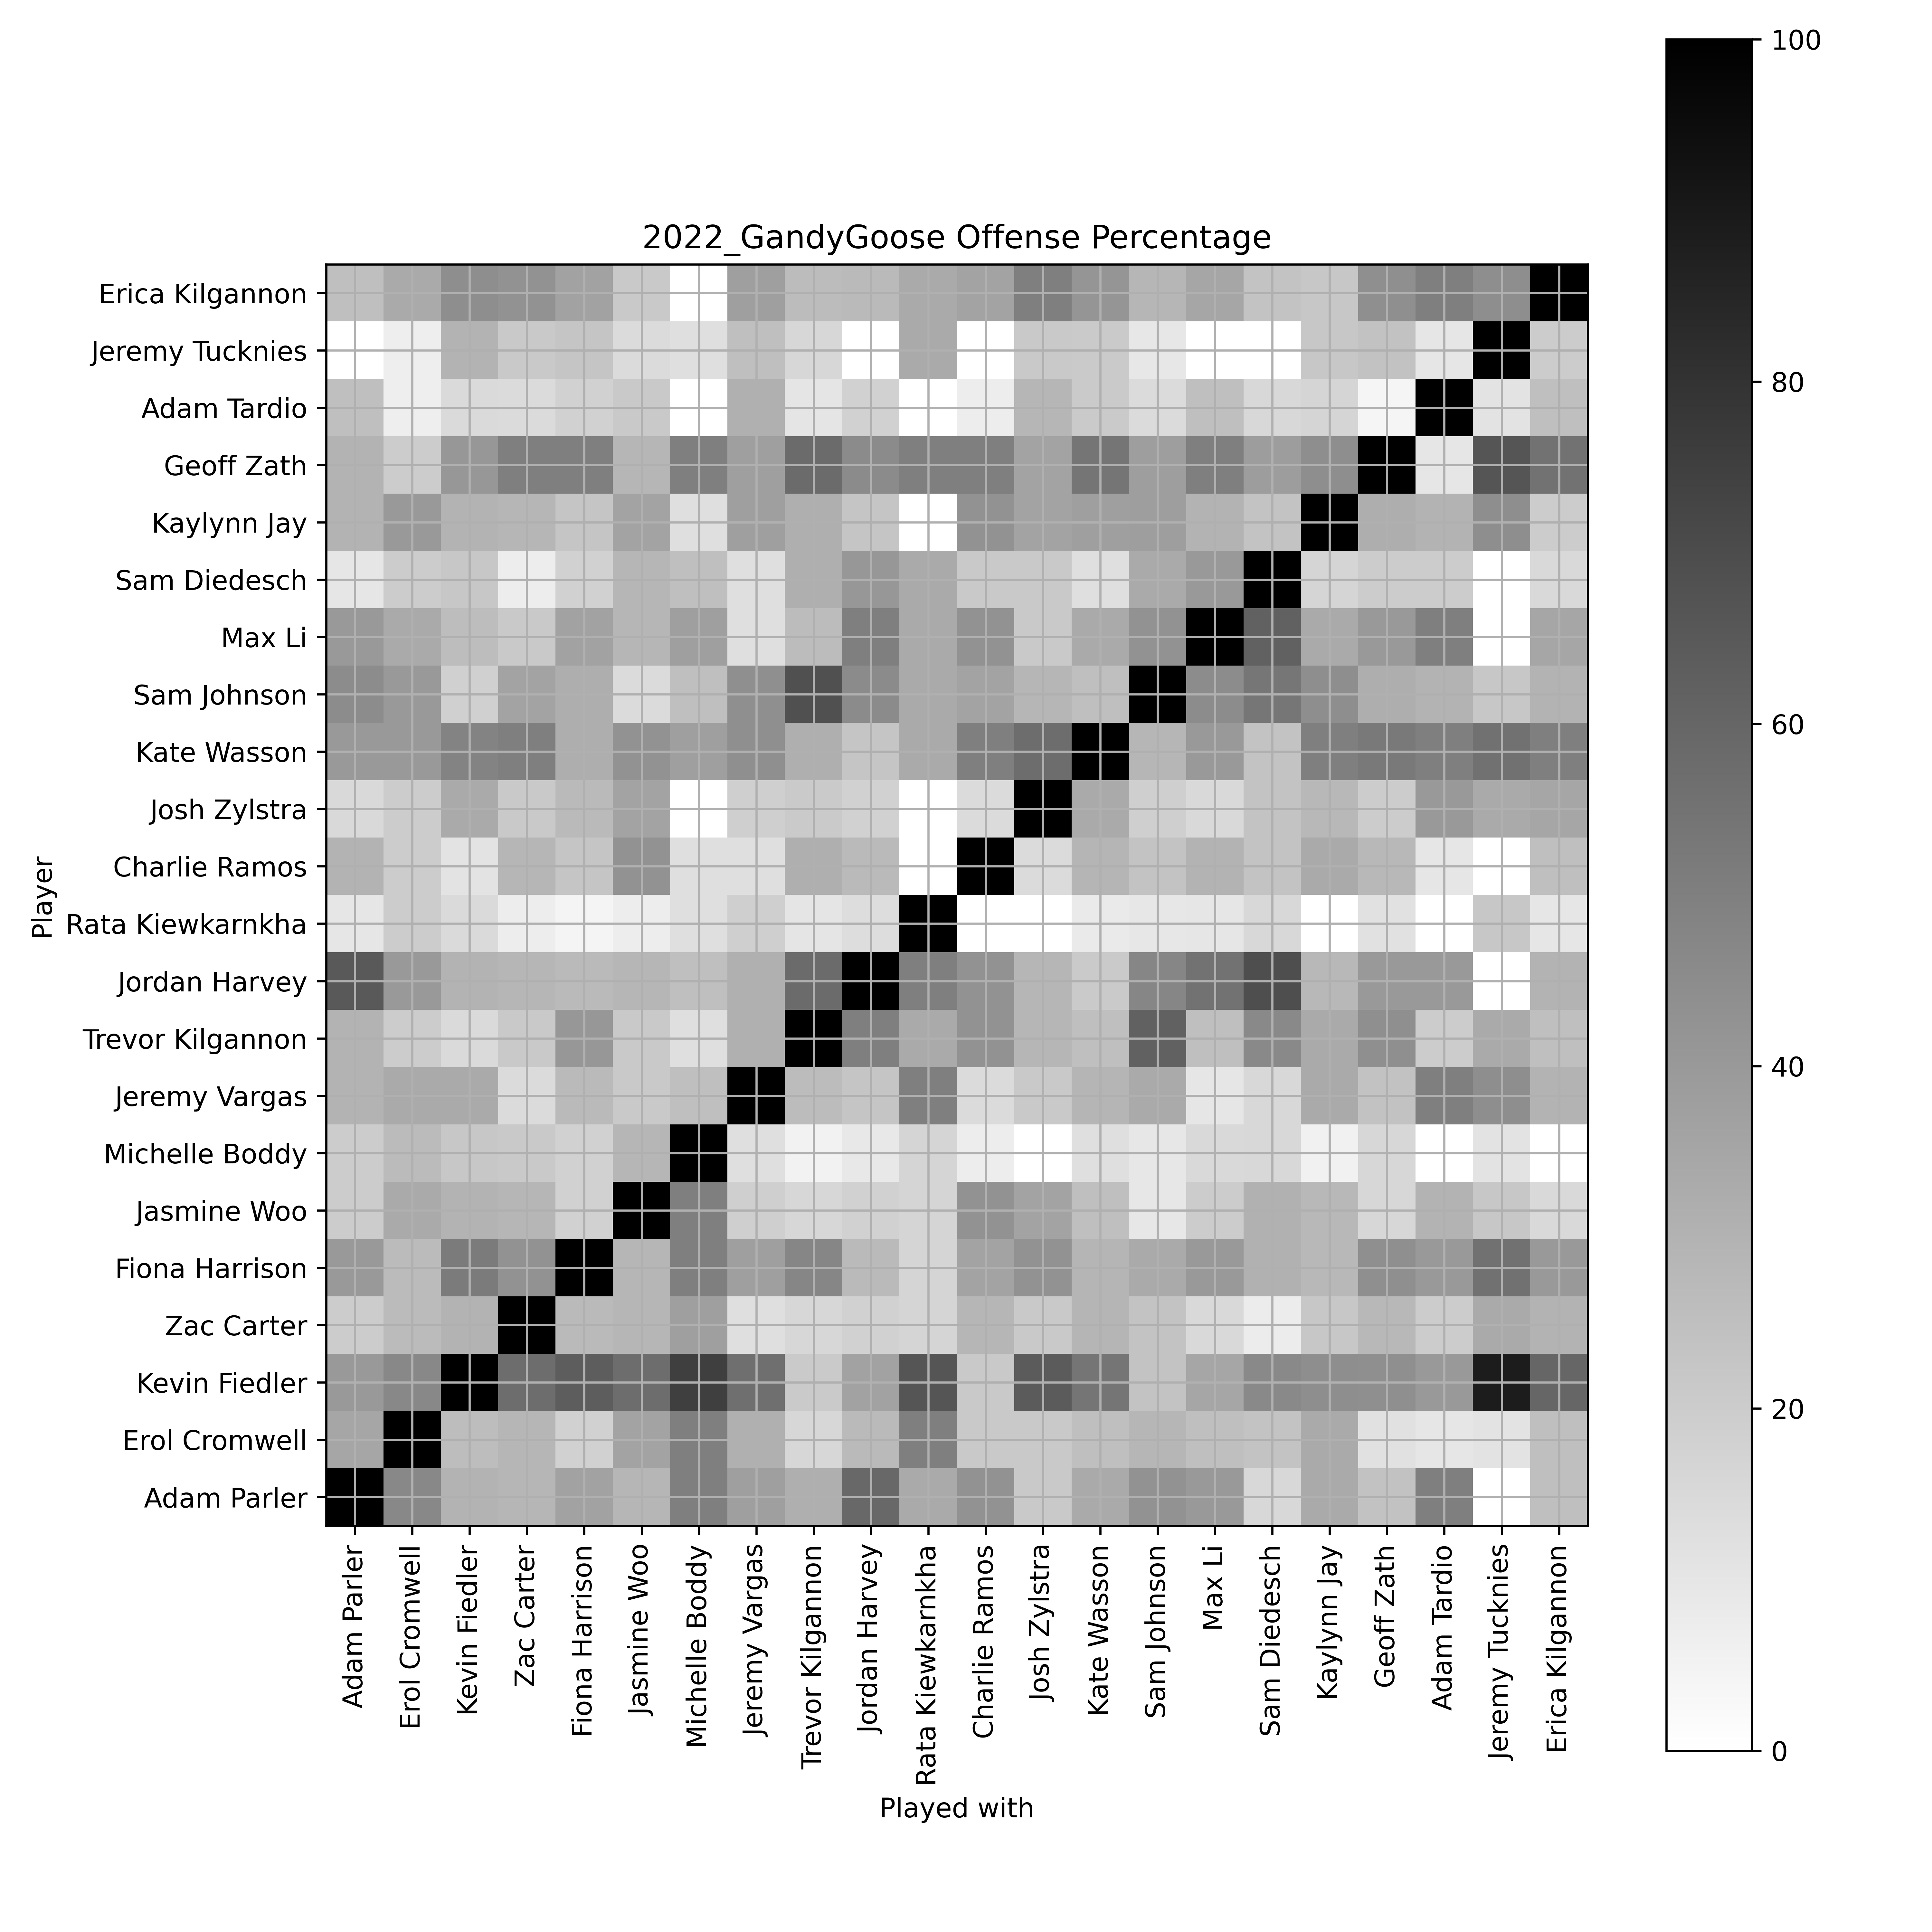 2022_GandyGoose Offense Percentage
Player
Erica Kilgannon
Jeremy Tucknies
Adam Tardio
Geoff Zath
Kaylynn Jay
Sam Diedesch
Max Li
Sam Johnson
Kate Wasson
Josh Zylstra
Charlie Ramos
Rata Kiewkarnkha
Jordan Harvey
Trevor Kilgannon
Jeremy Vargas
Michelle Boddy
Jasmine Woo
Fiona Harrison
Zac Carter
Kevin Fiedler
Erol Cromwell
Adam Parler
Adam Parler
Erol Cromwell
Kevin Fiedler
Zac Carter
Fiona Harrison
Jasmine Woo
Michelle Boddy
Jeremy Vargas
Trevor Kilgannon
Jordan Harvey
Rata Kiewkarnkha
Charlie Ramos
Josh Zylstra
Kate Wasson
Sam Johnson
Max Li
Sam Diedesch
Kaylynn Jay
Geoff Zath
Adam Tardio
Jeremy Tucknies
Erica Kilgannon
Played with
100
80
60
40
20
0